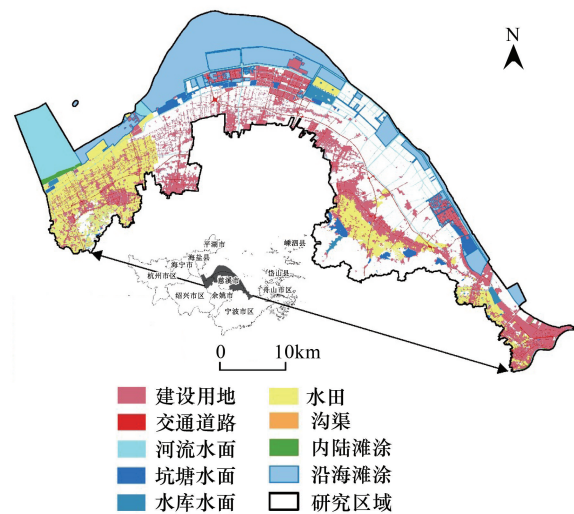 N
平湖市
嵊泗县
海盐县
海宁市
岱山县
杭州市区
慈溪市
舟山市区
绍兴市区
余姚市
宁波市区
0 10km
建设用地 水田
交通道路 沟渠
河流水面 内陆滩涂
坑塘水面 沿海滩涂
水库水面 研究区域